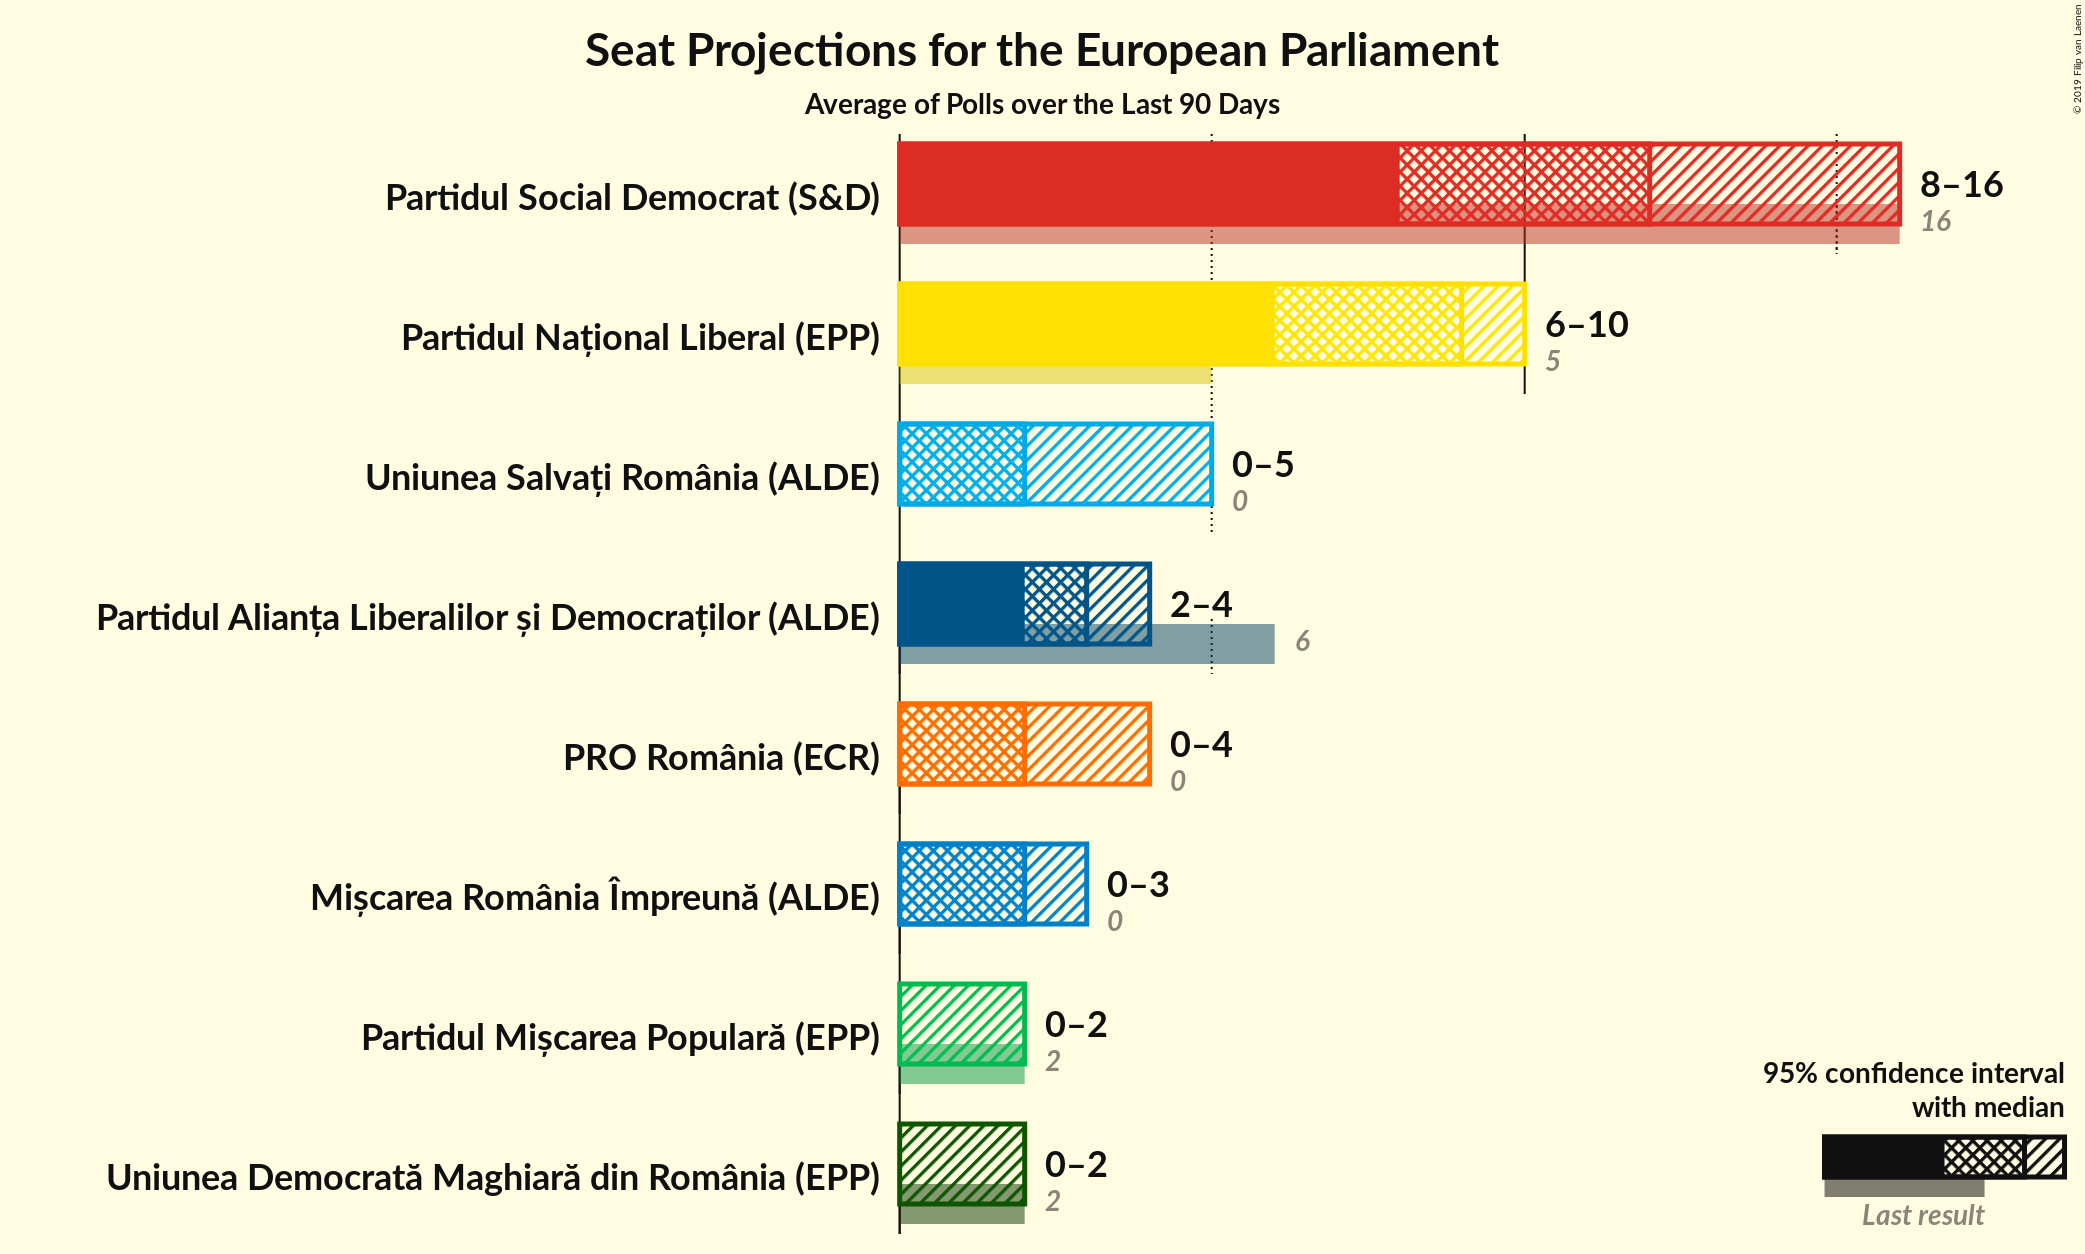 Seat Projections for the European Parliament
Average of Polls over the Last 90 Days
© 2019 Filip van Laenen
Partidul Social Democrat (S&D)
8–16
16
Partidul Național Liberal (EPP)
6–10
5
Uniunea Salvați România (ALDE)
0–5
0
Partidul Alianța Liberalilor și Democraților (ALDE)
2–4
6
PRO România (ECR)
0–4
0
Mișcarea România Împreună (ALDE)
0–3
0
Partidul Mișcarea Populară (EPP)
0–2
2
Uniunea Democrată Maghiară din România (EPP)
0–2
2
95% confidence interval
with median
Last result